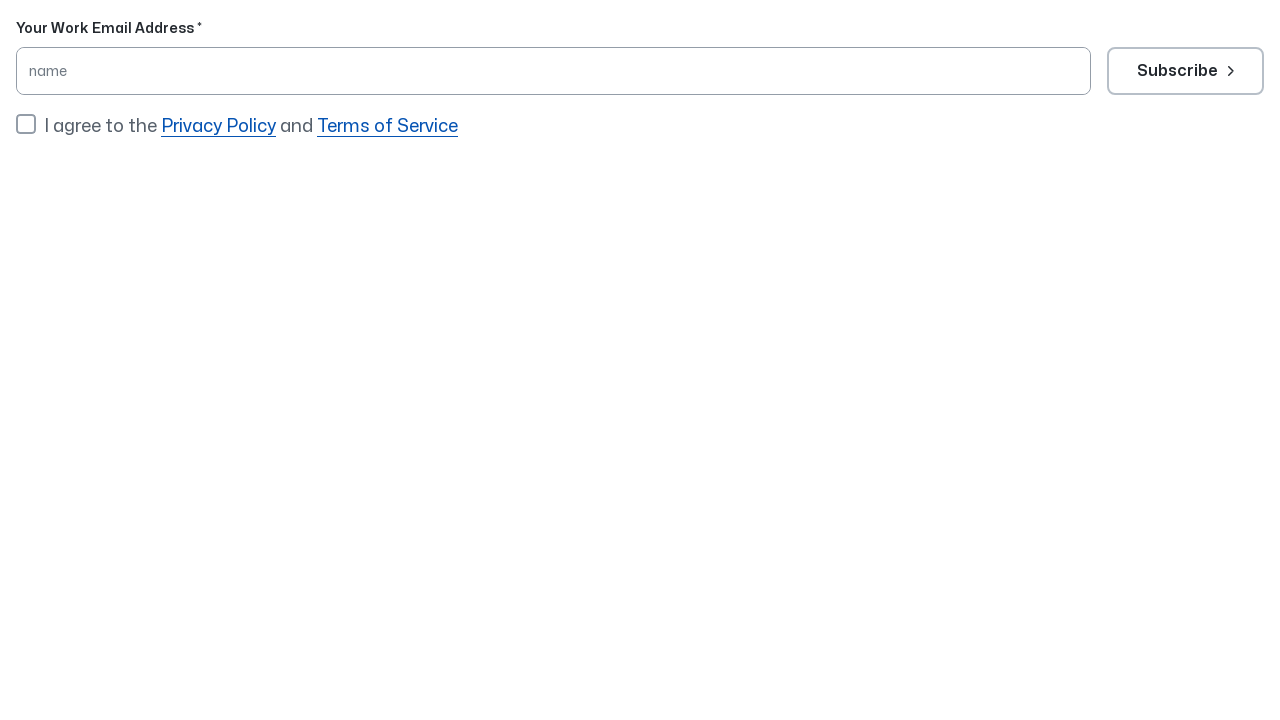 Your Work Email Address *
name
Subscribe
I agree to the Privacy Policy and Terms of Service